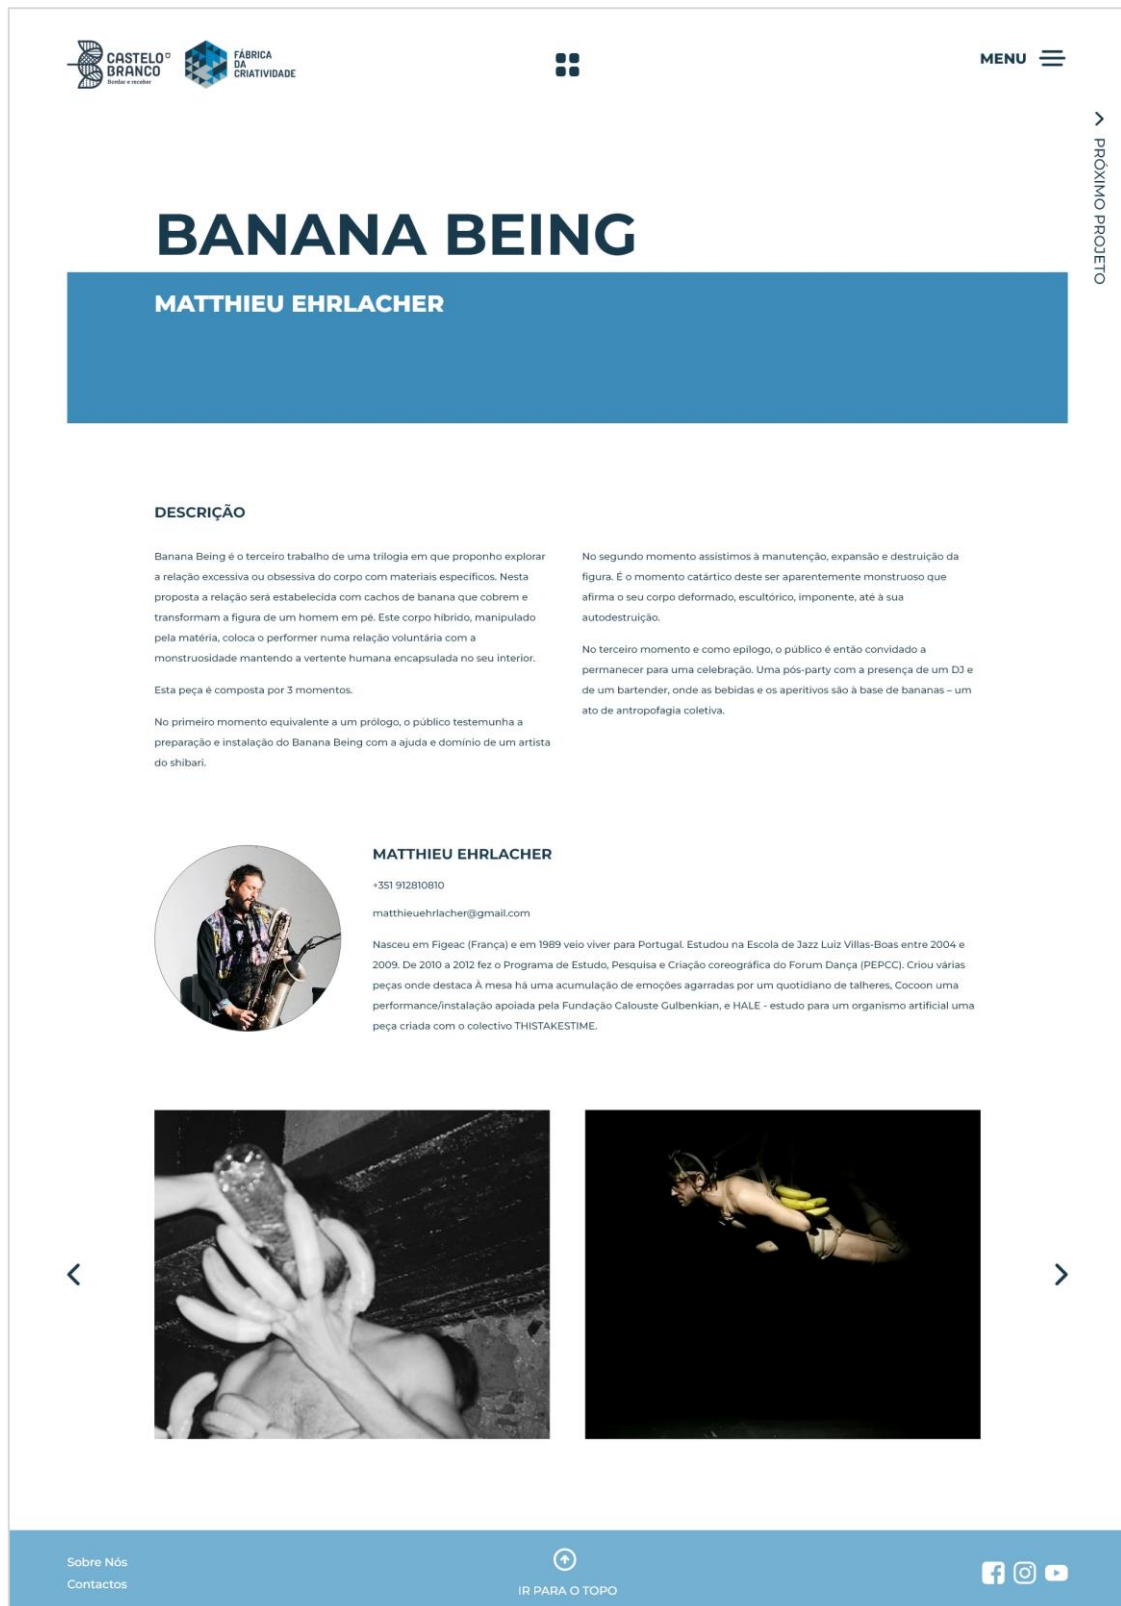 CASTELO
BRANCO
Bordar e receber
FÁBRICA
DA
CRIATIVIDADE
MENU
PRÓXIMO PROJETO
BANANA BEING
MATTHIEU EHRLACHER
DESCRIÇÃO
Banana Being é o terceiro trabalho de uma trilogia em que proponho explorar
a relação excessiva ou obsessiva do corpo com materiais específicos. Nesta
proposta a relação será estabelecida com cachos de banana que cobrem e
transformam a figura de um homem em pé. Este corpo híbrido, manipulado
pela matéria, coloca o performer numa relação voluntária com a
monstruosidade mantendo a vertente humana encapsulada no seu interior.
Esta peça é composta por 3 momentos.
No primeiro momento equivalente a um prólogo, o público testemunha a
preparação e instalação do Banana Being com a ajuda e domínio de um artista
do shibari.
No segundo momento assistimos à manutenção, expansão e destruição da
figura. É o momento catártico deste ser aparentemente monstruoso que
afirma o seu corpo deformado, escultórico, imponente, até à sua
autodestruição.
No terceiro momento e como epílogo, o público é então convidado a
permanecer para uma celebração. Uma pós-party com a presença de um DJ e
de um bartender, onde as bebidas e os aperitivos são à base de bananas – um
ato de antropofagia coletiva.
MATTHIEU EHRLACHER
+351 912810810
matthieuehrlacher@gmail.com
Nasceu em Figeac (França) e em 1989 veio viver para Portugal. Estudou na Escola de Jazz Luiz Villas-Boas entre 2004 e
2009. De 2010 a 2012 fez o Programa de Estudo, Pesquisa e Criação coreográfica do Forum Dança (PEPCC). Criou várias
peças onde destaca À mesa há uma acumulação de emoções agarradas por um quotidiano de talheres, Cocoon uma
performance/instalação apoiada pela Fundação Calouste Gulbenkian, e HALE - estudo para um organismo artificial uma
peça criada com o colectivo THISTAKESTIME.
Sobre Nós
Contactos
IR PARA O TOPO